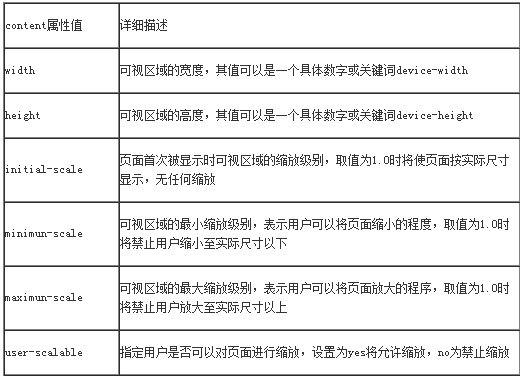 content属性值 详细描述
width 可视区域的宽度,其值可以是一个具体数字或关键词device-width
height 可视区域的高度,其值可以是一个具体数字或关键词device-height
initial-scale 页面首次被显示时可视区域的缩放级别,取值为1.0时将使页面按实际尺寸
显示,无任何缩放
minimun-scale 可视区域的最小缩放级别,表示用户可以将页面缩小的程度,取值为1.0时
将禁止用户缩小至实际尺寸以下
maximun-scale 可视区域的最大缩放级别,表示用户可以将页面放大的程序,取值为1.0时
将禁止用户放大至实际尺寸以上
user-scalable 指定用户是否可以对页面进行缩放,设置为yes将允许缩放,no为禁止缩放